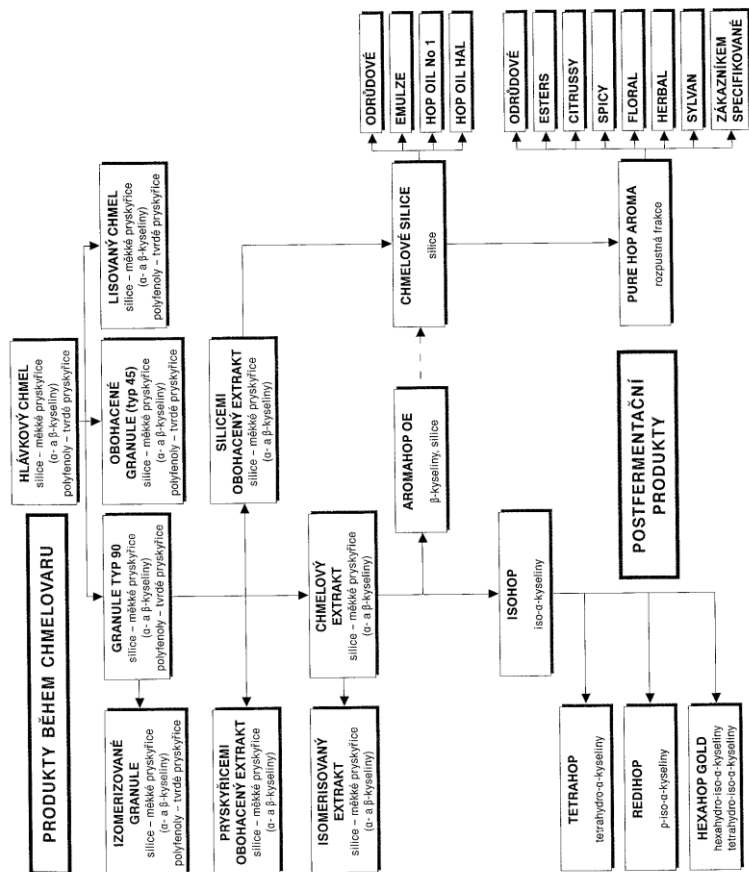 PRODUKTY BĚHEM CHMELOVARU
HLÁVKOVÝ CHMEL
silice – měkké pryskyřice
(α- a β-kyseliny)
polyfenoly – tvrdé pryskyřice
IZOMERIZOVANÉ
GRANULE
silice – měkké pryskyřice
(α- a β-kyseliny)
polyfenoly – tvrdé pryskyřice
GRANULE TYP 90
silice – měkké pryskyřice
(α- a β-kyseliny)
polyfenoly – tvrdé pryskyřice
OBOHACENÉ
GRANULE (typ 45)
silice – měkké pryskyřice
(α- a β-kyseliny)
polyfenoly – tvrdé pryskyřice
LISOVANÝ CHMEL
silice – měkké pryskyřice
(α- a β-kyseliny)
polyfenoly – tvrdé pryskyřice
PRYSKYŘICEMI
OBOHACENÝ EXTRAKT
silice – měkké pryskyřice
(α- a β-kyseliny)
SILICEMI
OBOHACENÝ EXTRAKT
silice – měkké pryskyřice
(α- a β-kyseliny)
ISOMERISOVANÝ
EXTRAKT
silice – měkké pryskyřice
(α- a β-kyseliny)
CHMELOVÝ
EXTRAKT
silice – měkké pryskyřice
(α- a β-kyseliny)
AROMAHOP OE
β-kyseliny, silice
CHMELOVÉ SILICE
silice
ODRŮDOVÉ
EMULZE
HOP OIL No 1
HOP OIL HAL
ISOHOP
iso-α-kyseliny
TETRAHOP
tetrahydro-α-kyseliny
REDIHOP
ρ-iso-α-kyseliny
HEXAHOP GOLD
hexahydro-iso-α-kyseliny
tetrahydro-iso-α-kyseliny
POSTFERMENTAČNÍ
PRODUKTY
PURE HOP AROMA
rozpustná frakce
ODRŮDOVÉ
ESTERS
CITRUSSY
SPICY
FLORAL
HERBAL
SYLVAN
ZÁKAZNÍKEM
SPECIFIKOVANÉ